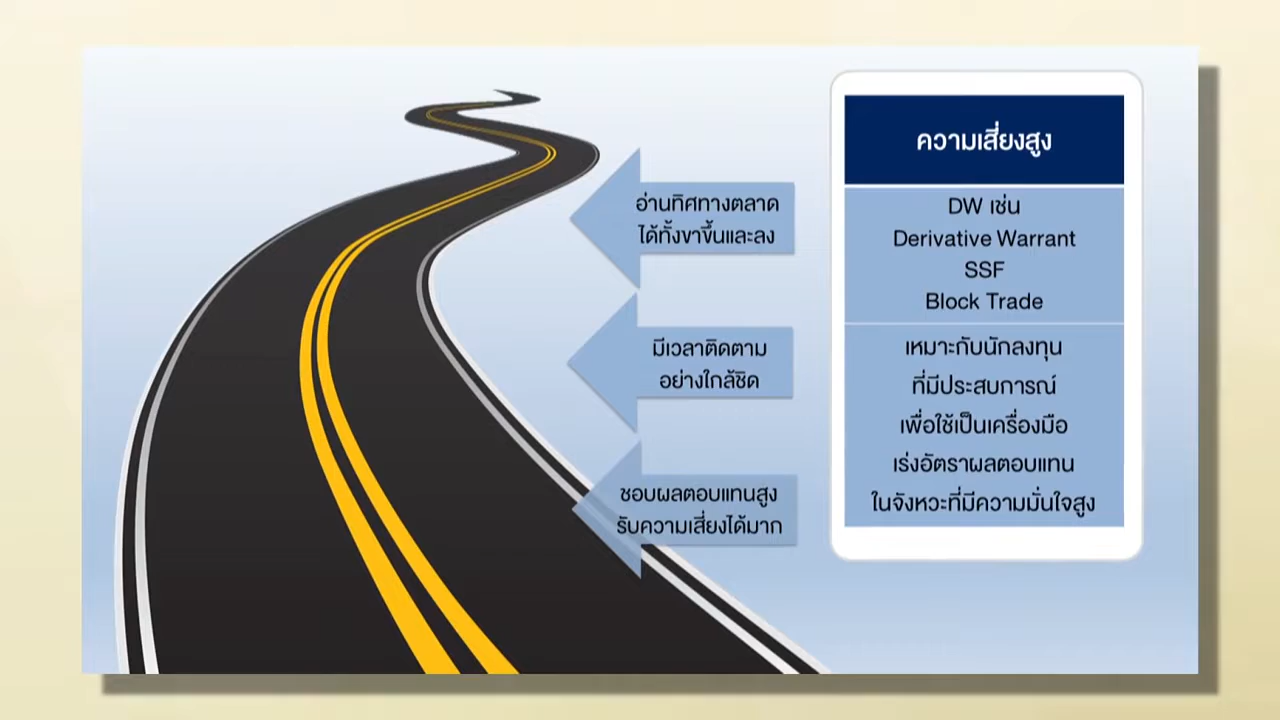 อ่านทิศทางตลาด
ได้ทั้งขาขึ้นและลง
มีเวลาติดตาม
อย่างใกล้ชิด
ชอบผลตอบแทนสูง
รับความเสี่ยงได้มาก
ความเสี่ยงสูง
DW เช่น
Derivative Warrant
SSF
Block Trade
เหมาะกับนักลงทุน
ที่มีประสบการณ์
เพื่อใช้เป็นเครื่องมือ
เร่งอัตราผลตอบแทน
ในจังหวะที่มีความมั่นใจสูง